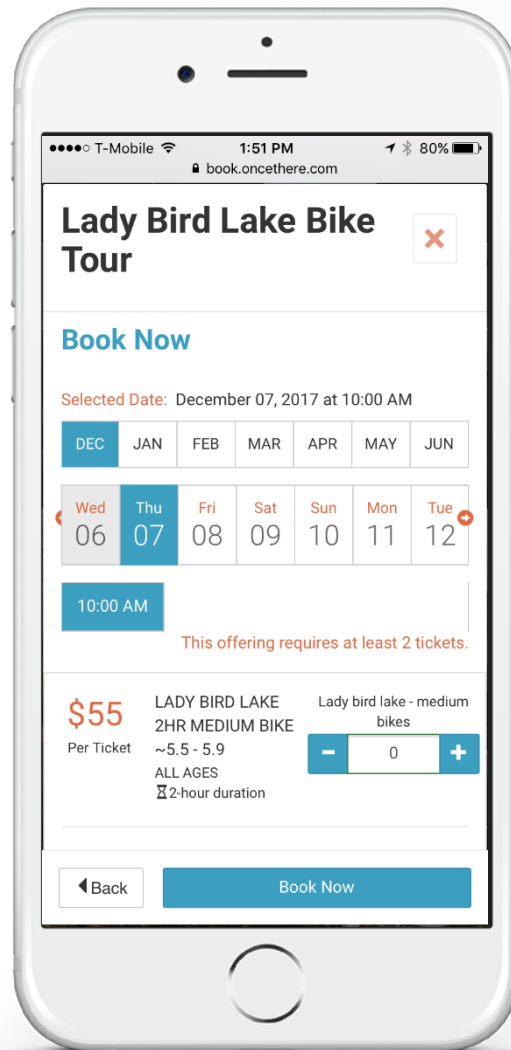 T-Mobile 1:51 PM 80%
book.oncethere.com
Lady Bird Lake Bike
Tour
Book Now
Selected Date: December 07, 2017 at 10:00 AM
DEC JAN FEB MAR APR MAY JUN
Wed Thu Fri Sat Sun Mon Tue
06 07 08 09 10 11 12
10:00 AM
This offering requires at least 2 tickets.
$55
Per Ticket
LADY BIRD LAKE
2HR MEDIUM BIKE
~5.5 - 5.9
ALL AGES
2-hour duration
Lady bird lake - medium
bikes
− 0 +
Back Book Now